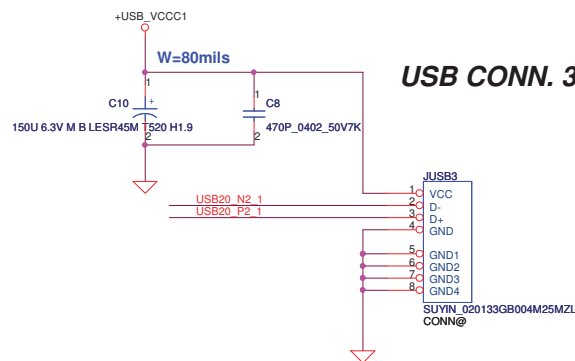 +USB_VCCC1
W=80mils
USB CONN. 3
1
C10
+
150U 6.3V M B LESR45M T520 H1.9
2
1
C8
2
470P_0402_50V7K
JUSB3
1 VCC
USB20_N2_1 2 D-
USB20_P2_1 3 D+
4 GND
5 GND1
6 GND2
7 GND3
8 GND4
SUYIN_020133GB004M25MZL
CONN@